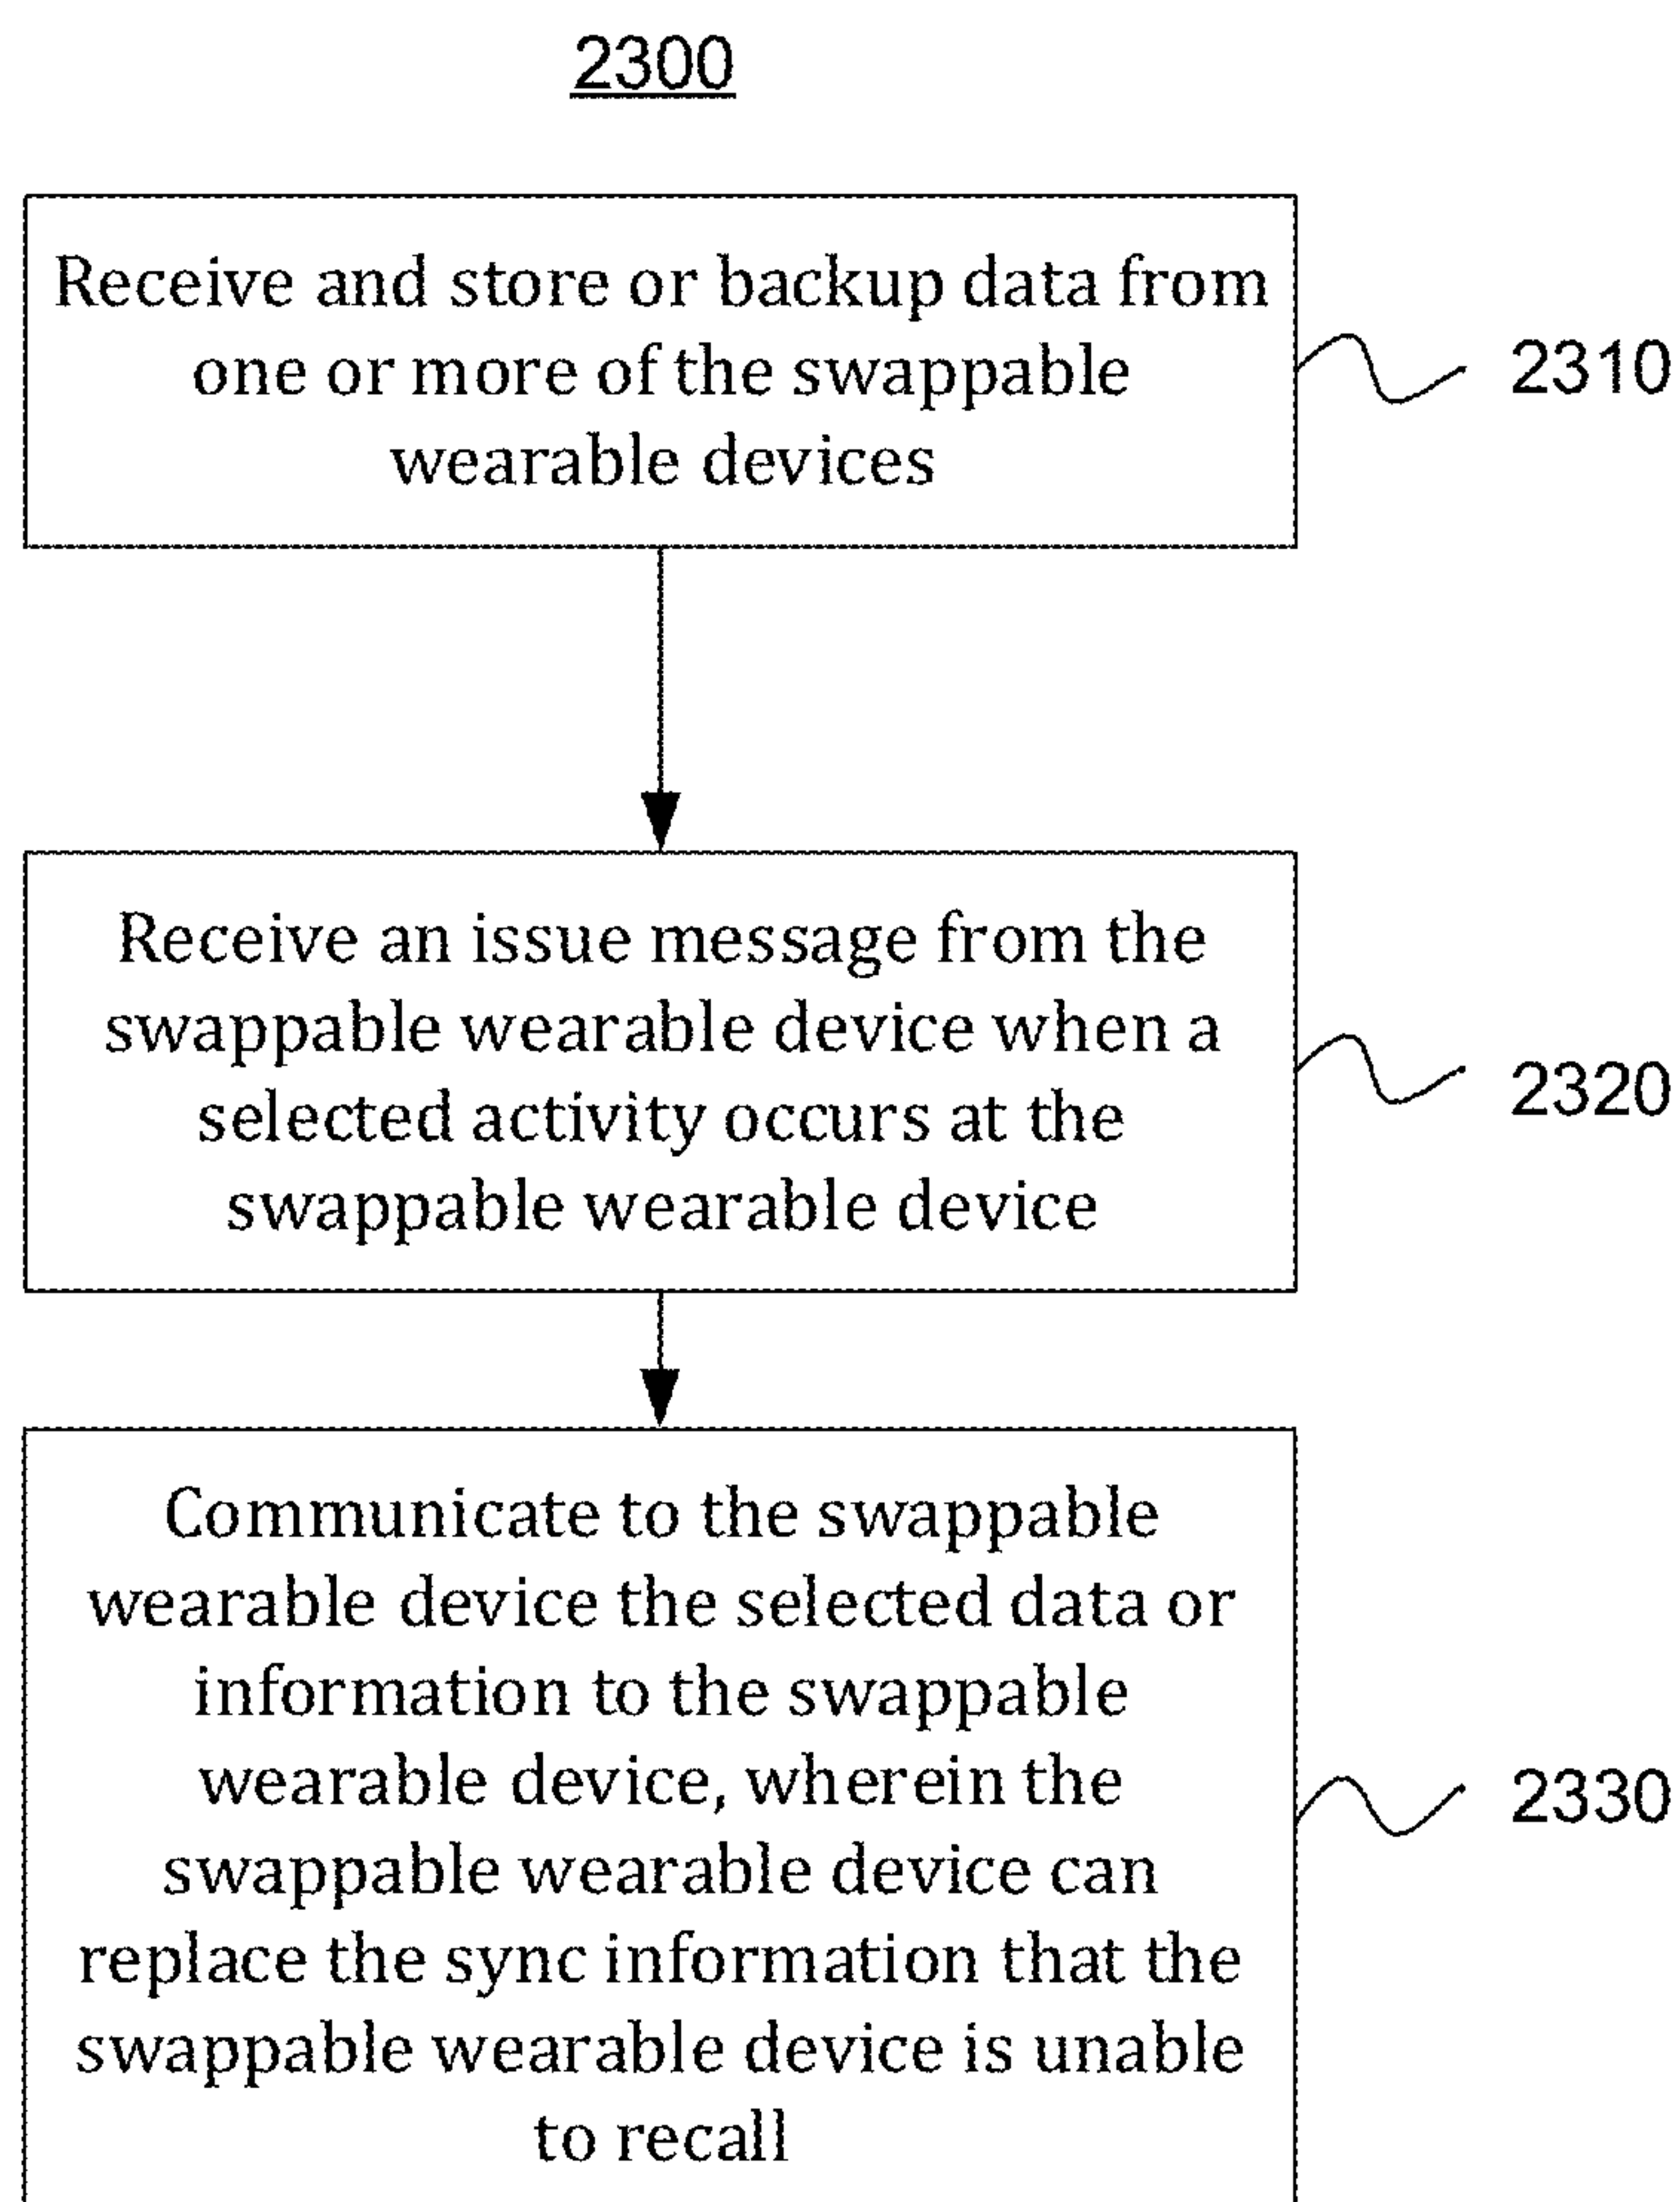 2300
Receive and store or backup data from
one or more of the swappable
wearable devices
2310
Receive an issue message from the
swappable wearable device when a
selected activity occurs at the
swappable wearable device
2320
Communicate to the swappable
wearable device the selected data or
information to the swappable
wearable device, wherein the
swappable wearable device can
replace the sync information that the
swappable wearable device is unable
to recall
2330